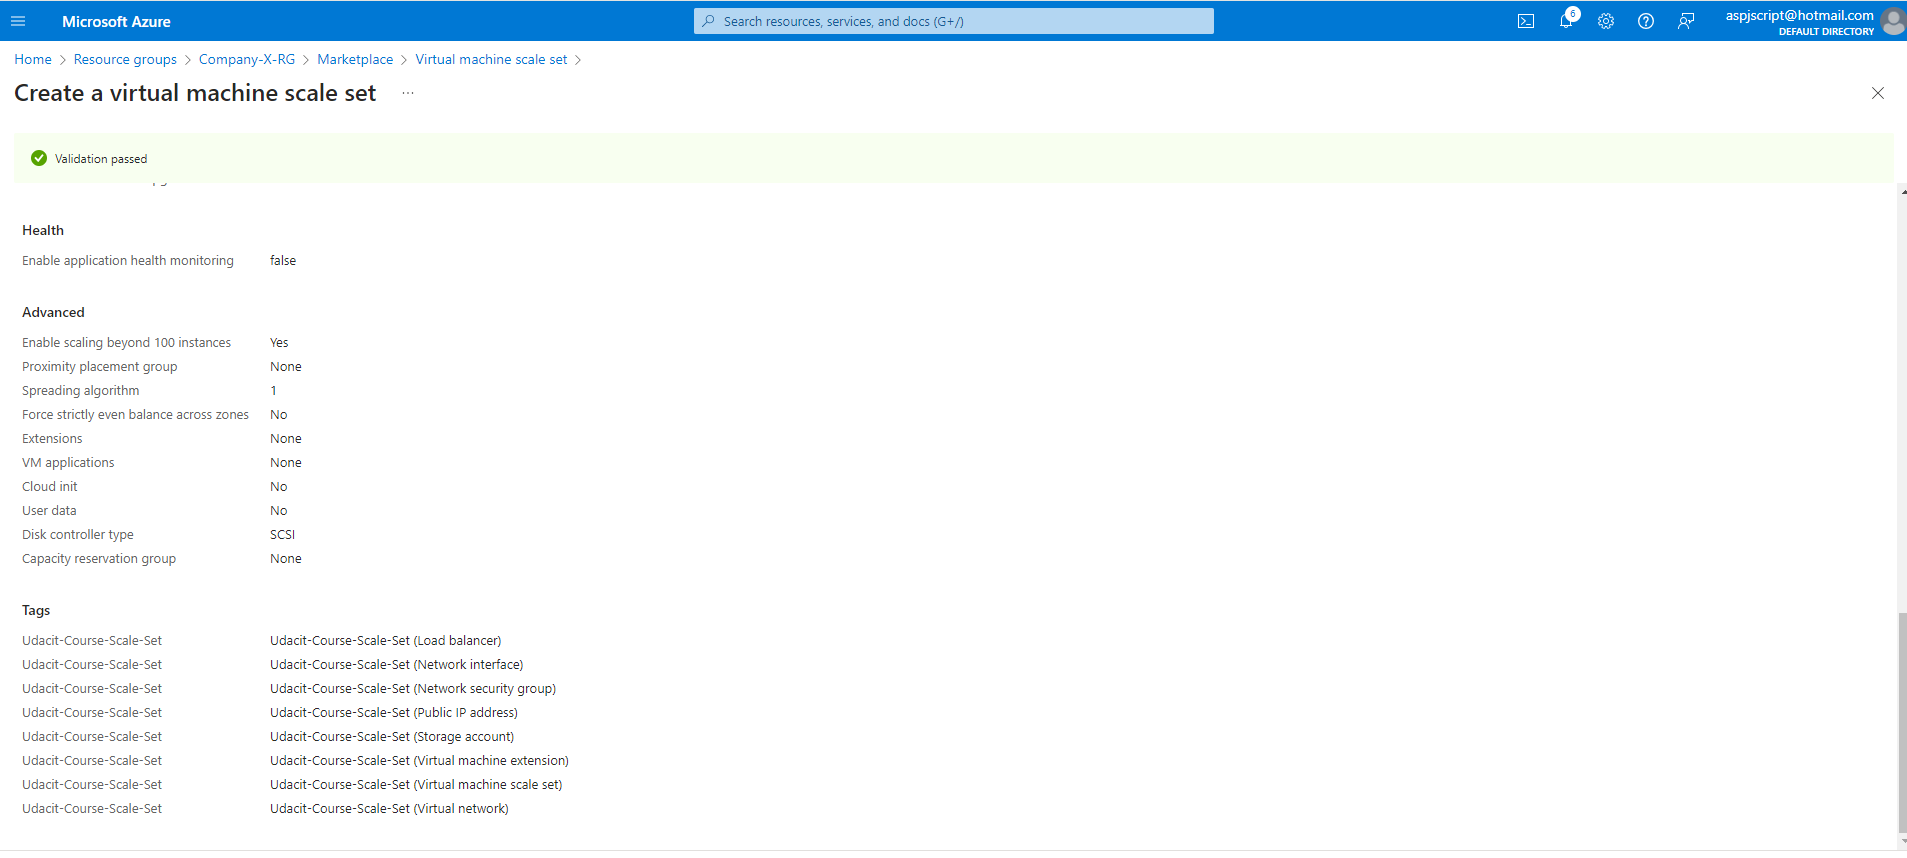 Microsoft Azure
Search resources, services, and docs (G+/)
6
aspjscript@hotmail.com
DEFAULT DIRECTORY
Home > Resource groups > Company-X-RG > Marketplace > Virtual machine scale set >
Create a virtual machine scale set ...
Validation passed
Health
Enable application health monitoring false
Advanced
Enable scaling beyond 100 instances Yes
Proximity placement group None
Spreading algorithm 1
Force strictly even balance across zones No
Extensions None
VM applications None
Cloud init No
User data No
Disk controller type SCSI
Capacity reservation group None
Tags
Udacit-Course-Scale-Set Udacit-Course-Scale-Set (Load balancer)
Udacit-Course-Scale-Set Udacit-Course-Scale-Set (Network interface)
Udacit-Course-Scale-Set Udacit-Course-Scale-Set (Network security group)
Udacit-Course-Scale-Set Udacit-Course-Scale-Set (Public IP address)
Udacit-Course-Scale-Set Udacit-Course-Scale-Set (Storage account)
Udacit-Course-Scale-Set Udacit-Course-Scale-Set (Virtual machine extension)
Udacit-Course-Scale-Set Udacit-Course-Scale-Set (Virtual machine scale set)
Udacit-Course-Scale-Set Udacit-Course-Scale-Set (Virtual network)